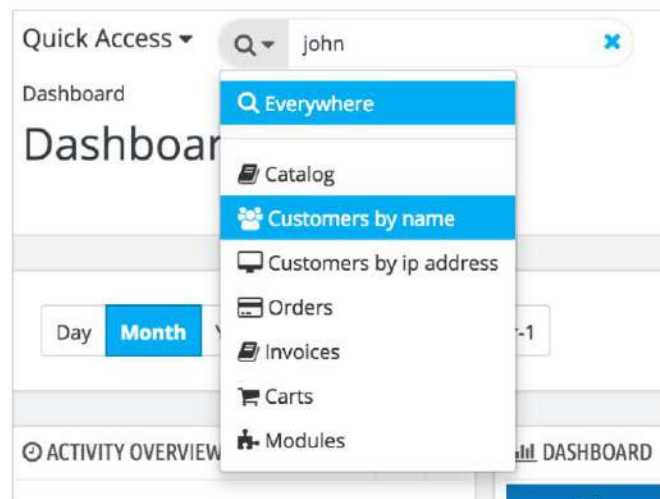 Quick Access
john
Dashboard
Everywhere
Catalog
Customers by name
Customers by ip address
Orders
Invoices
Carts
Modules
Day Month
-1
ACTIVITY OVERVIEW
DASHBOARD